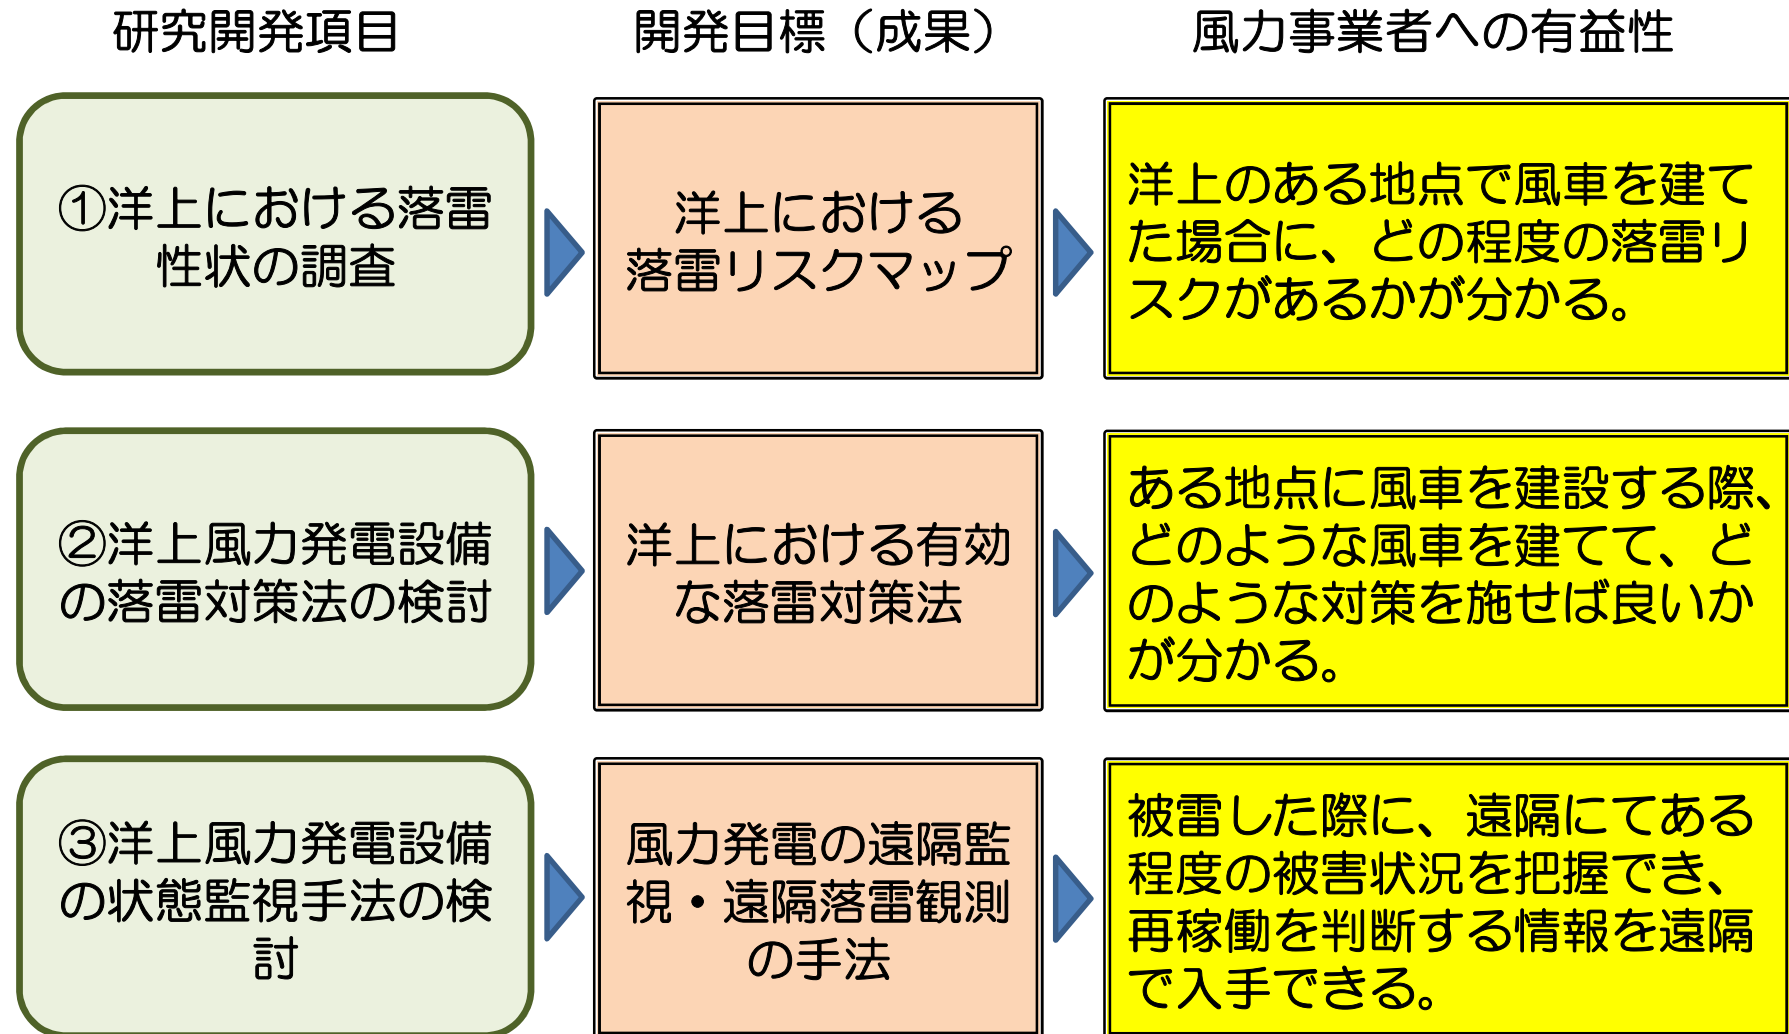 研究開発項目
開発目標（成果）
風力事業者への有益性
①洋上における落雷
性状の調査
洋上における
落雷リスクマップ
洋上のある地点で風車を建て
た場合に、どの程度の落雷リ
スクがあるかが分かる。
②洋上風力発電設備
の落雷対策法の検討
洋上における有効
な落雷対策法
ある地点に風車を建設する際、
どのような風車を建てて、ど
のような対策を施せば良いか
が分かる。
③洋上風力発電設備
の状態監視手法の検
討
風力発電の遠隔監
視・遠隔落雷観測
の手法
被雷した際に、遠隔にてある
程度の被害状況を把握でき、
再稼働を判断する情報を遠隔
で入手できる。